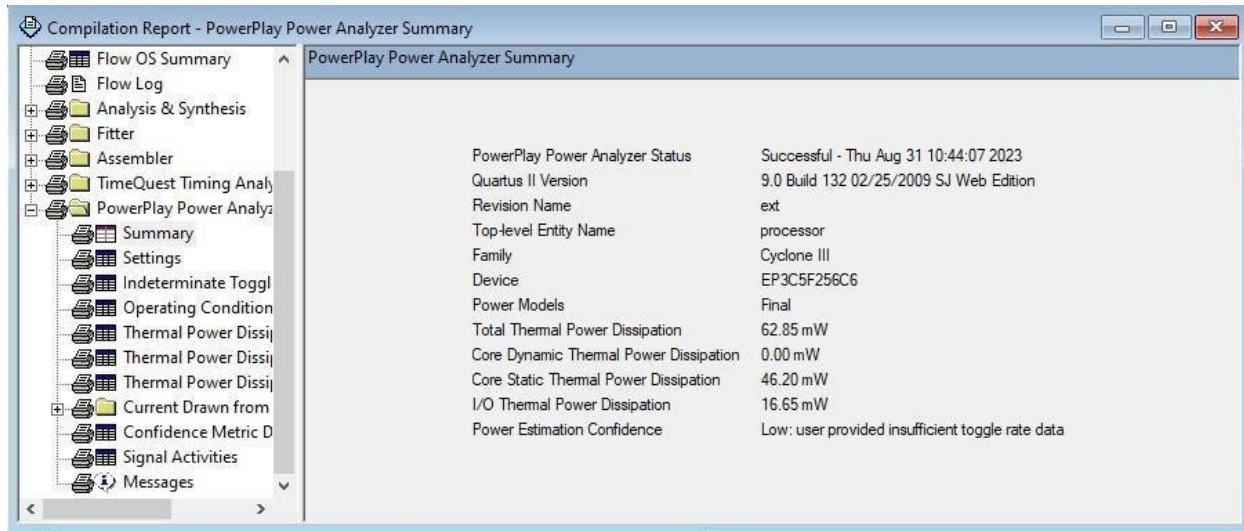 Compilation Report - PowerPlay Power Analyzer Summary
Flow OS Summary
Flow Log
Analysis & Synthesis
Fitter
Assembler
TimeQuest Timing Analy
PowerPlay Power Analyz
Summary
Settings
Indeterminate Toggl
Operating Condition
Thermal Power Dissip
Thermal Power Dissip
Thermal Power Dissip
Current Drawn from
Confidence Metric D
Signal Activities
Messages
PowerPlay Power Analyzer Summary
PowerPlay Power Analyzer Status Successful - Thu Aug 31 10:44:07 2023
Quartus II Version 9.0 Build 132 02/25/2009 SJ Web Edition
Revision Name ext
Top-level Entity Name processor
Family Cyclone III
Device EP3C5F256C6
Power Models Final
Total Thermal Power Dissipation 62.85 mW
Core Dynamic Thermal Power Dissipation 0.00 mW
Core Static Thermal Power Dissipation 46.20 mW
I/O Thermal Power Dissipation 16.65 mW
Power Estimation Confidence Low: user provided insufficient toggle rate data